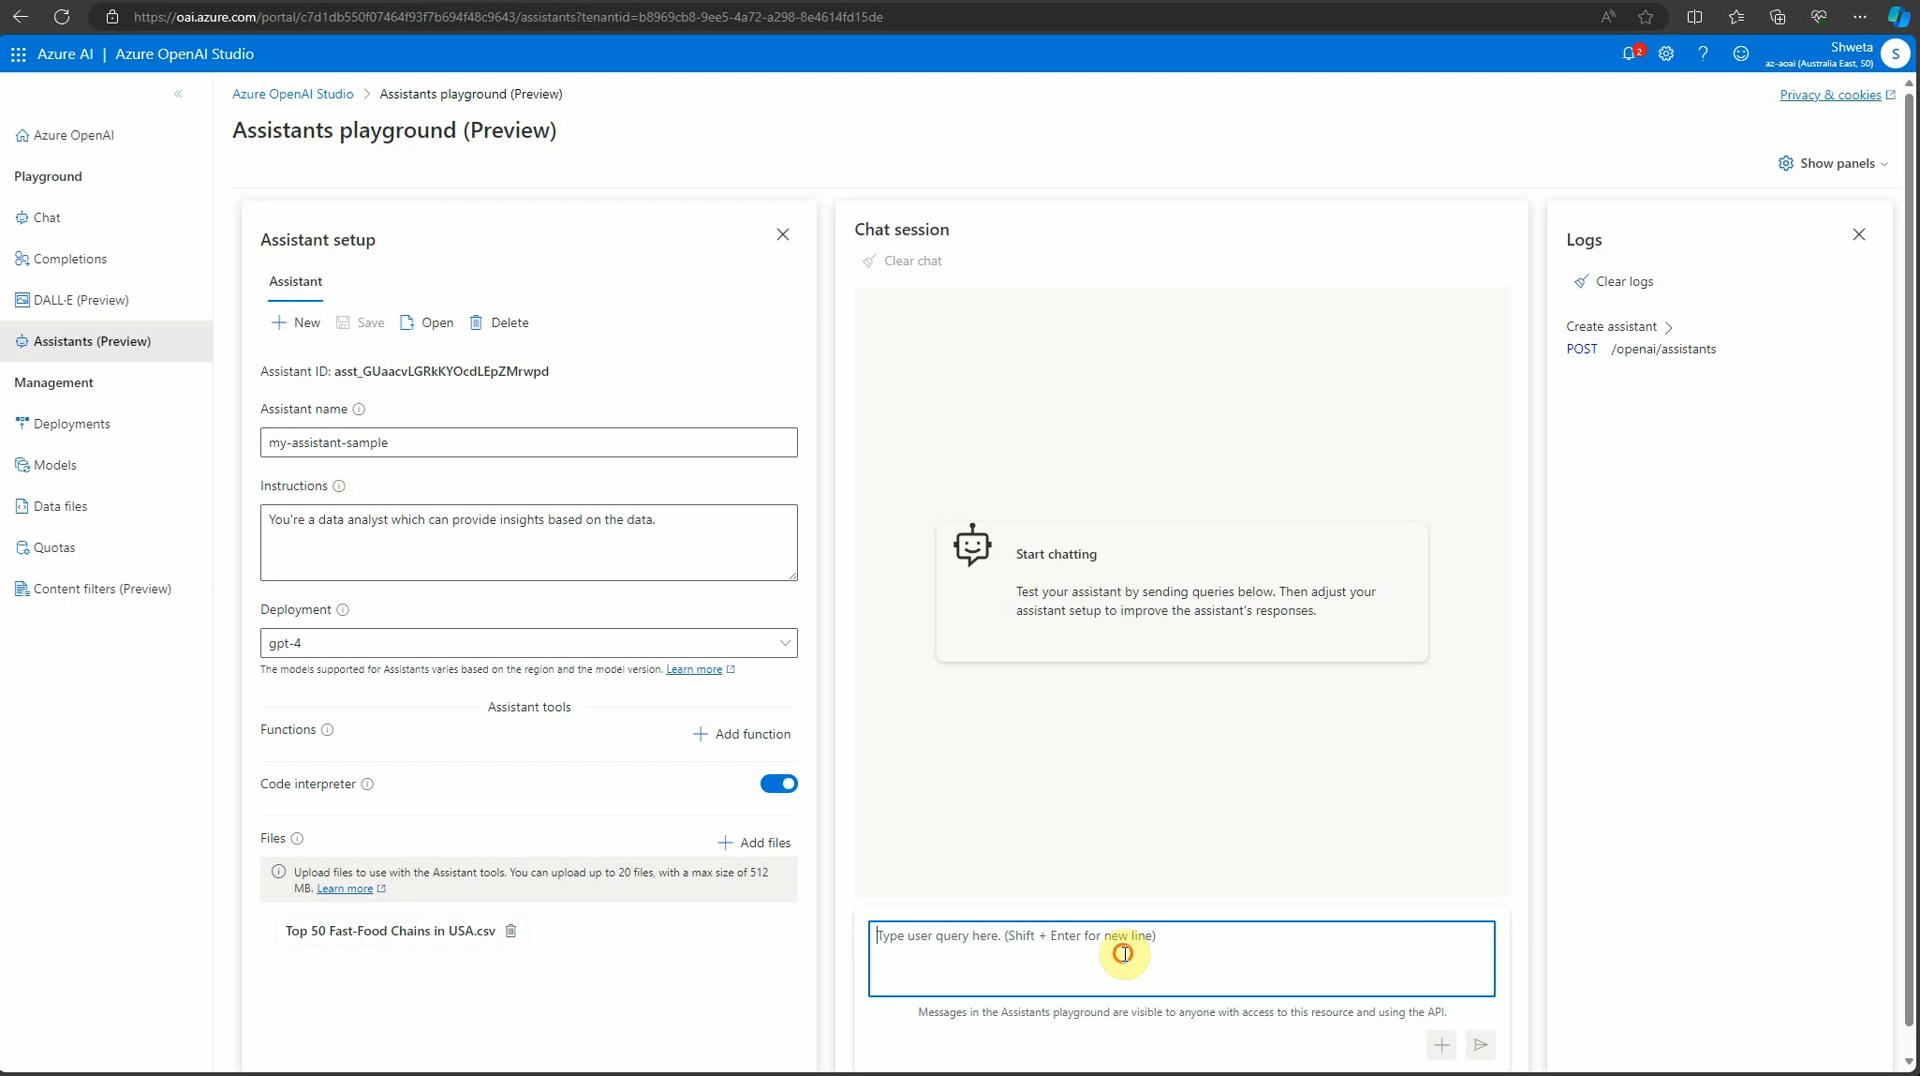 https://oai.azure.com/portal/c7d1db550f07464f93f7b694f48c9643/assistants?tenantid=b8969cb8-9ee5-4a72-a298-8e4614fd15de
Azure AI | Azure OpenAI Studio
2
Shweta
az-aoai (Australia East, S0)
S
Azure OpenAI
Playground
Chat
Completions
DALL·E (Preview)
Assistants (Preview)
Management
Deployments
Models
Data files
Quotas
Content filters (Preview)
Azure OpenAI Studio > Assistants playground (Preview)
Privacy & cookies
Assistants playground (Preview)
Show panels
Assistant setup
Assistant
New Save Open Delete
Assistant ID: asst_GUaacvLGRkKYOcdLEpZMrwpd
Assistant name
my-assistant-sample
Instructions
You're a data analyst which can provide insights based on the data.
Deployment
gpt-4
The models supported for Assistants varies based on the region and the model version. Learn more
Assistant tools
Functions
Add function
Code interpreter
Files
Add files
Upload files to use with the Assistant tools. You can upload up to 20 files, with a max size of 512
MB. Learn more
Top 50 Fast-Food Chains in USA.csv
Chat session
Clear chat
Start chatting
Test your assistant by sending queries below. Then adjust your
assistant setup to improve the assistant's responses.
Type user query here. (Shift + Enter for new line)
Messages in the Assistants playground are visible to anyone with access to this resource and using the API.
Logs
Clear logs
Create assistant
POST /openai/assistants